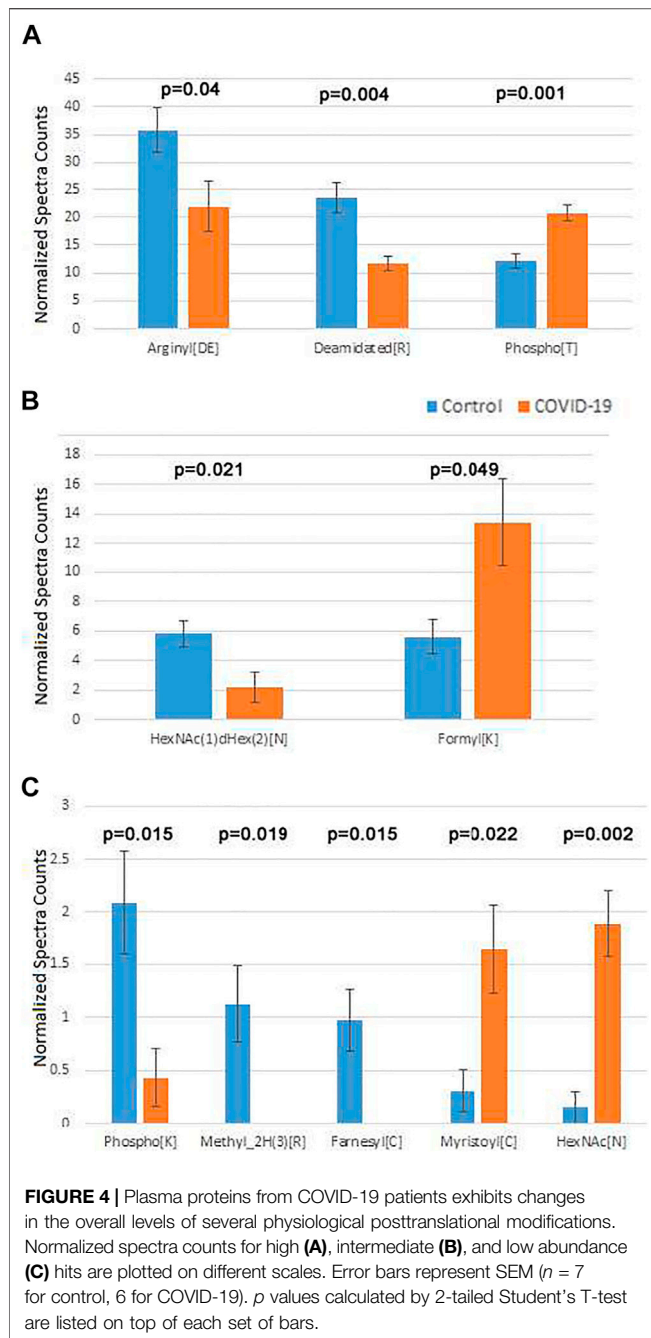 A
Normalized Spectra Counts
45
40
35
30
25
20
15
10
5
0
p=0.04 p=0.004 p=0.001
Arginyl[DE] Deamidated[R] Phospho[T]
B
Control COVID-19
Normalized Spectra Counts
18
16
14
12
10
8
6
4
2
0
p=0.021 p=0.049
HexNAc(1)dHex(2)[N] Formyl[K]
C
Normalized Spectra Counts
3
2.5
2
1.5
1
0.5
0
p=0.015 p=0.019 p=0.015 p=0.022 p=0.002
Phospho[K] Methyl_2H(3)[R] Farnesyl[C] Myristoyl[C] HexNAc[N]
FIGURE 4 | Plasma proteins from COVID-19 patients exhibits changes
in the overall levels of several physiological posttranslational modifications.
Normalized spectra counts for high (A), intermediate (B), and low abundance
(C) hits are plotted on different scales. Error bars represent SEM (n = 7
for control, 6 for COVID-19). p values calculated by 2-tailed Student’s T-test
are listed on top of each set of bars.